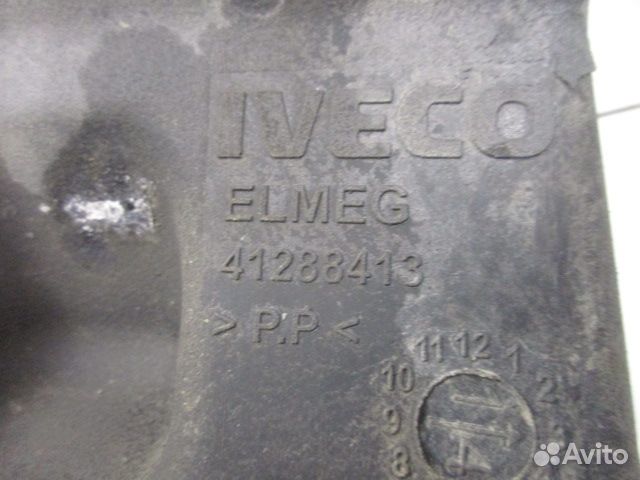 IVECO
ELMEG
41288413
> P.P <
11 12 1
10 2
9
8
Avito